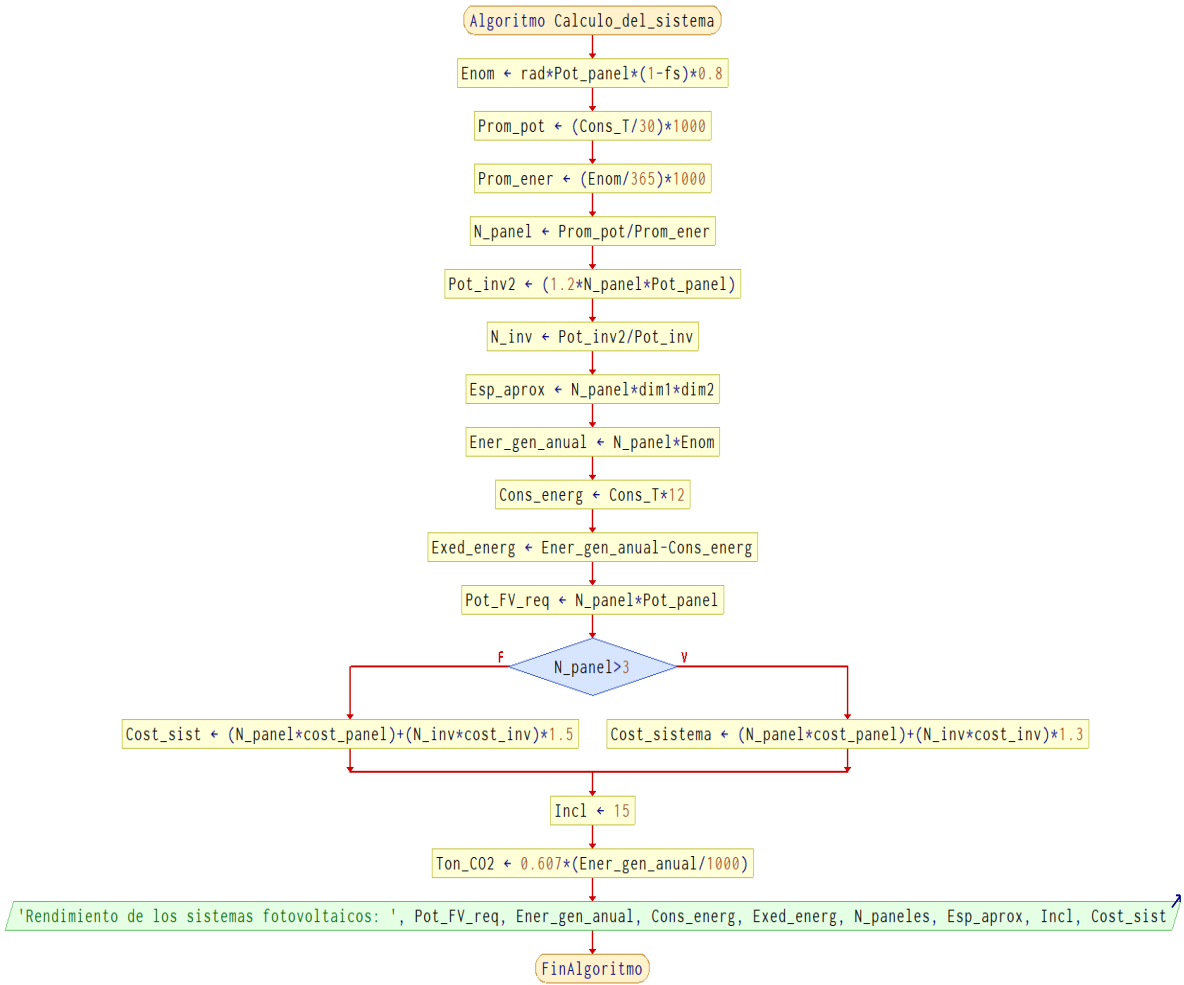 Algoritmo Calculo_del_sistema
Enom ← rad*Pot_panel*(1-fs)*0.8
Prom_pot ← (Cons_T/30)*1000
Prom_ener ← (Enom/365)*1000
N_panel ← Prom_pot/Prom_ener
Pot_inv2 ← (1.2*N_panel*Pot_panel)
N_inv ← Pot_inv2/Pot_inv
Esp_aprox ← N_panel*dim1*dim2
Ener_gen_anual ← N_panel*Enom
Cons_energ ← Cons_T*12
Exed_energ ← Ener_gen_anual-Cons_energ
Pot_FV_req ← N_panel*Pot_panel
F
N_panel>3
V
Cost_sist ← (N_panel*cost_panel)+(N_inv*cost_inv)*1.5
Cost_sistema ← (N_panel*cost_panel)+(N_inv*cost_inv)*1.3
Incl ← 15
Ton_CO2 ← 0.607*(Ener_gen_anual/1000)
'Rendimiento de los sistemas fotovoltaicos: ', Pot_FV_req, Ener_gen_anual, Cons_energ, Exed_energ, N_paneles, Esp_aprox, Incl, Cost_sist
FinAlgoritmo